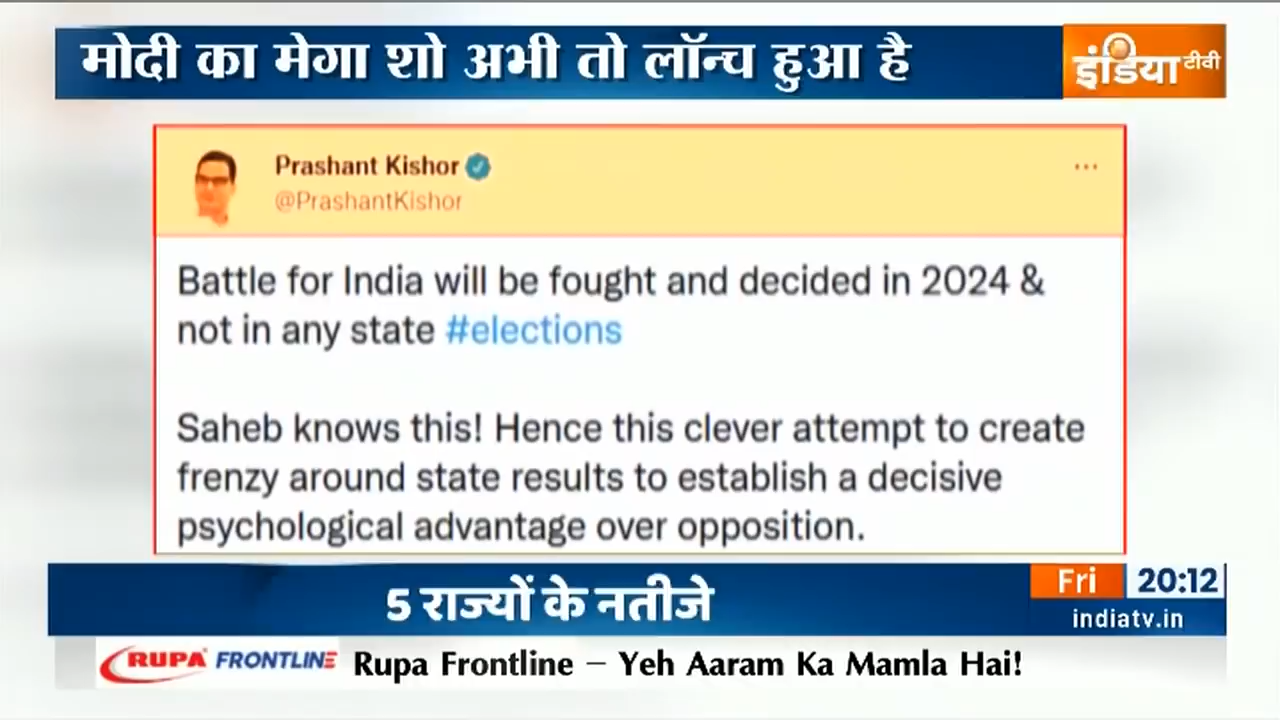 मोदी का मेगा शो अभी तो लॉन्च हुआ है
इंडिया टीवी
Prashant Kishor
@PrashantKishor
Battle for India will be fought and decided in 2024 &
not in any state #elections
Saheb knows this! Hence this clever attempt to create
frenzy around state results to establish a decisive
psychological advantage over opposition.
5 राज्यों के नतीजे
Fri 20:12
indiatv.in
RUPA FRONTLINE Rupa Frontline – Yeh Aaram Ka Mamla Hai!